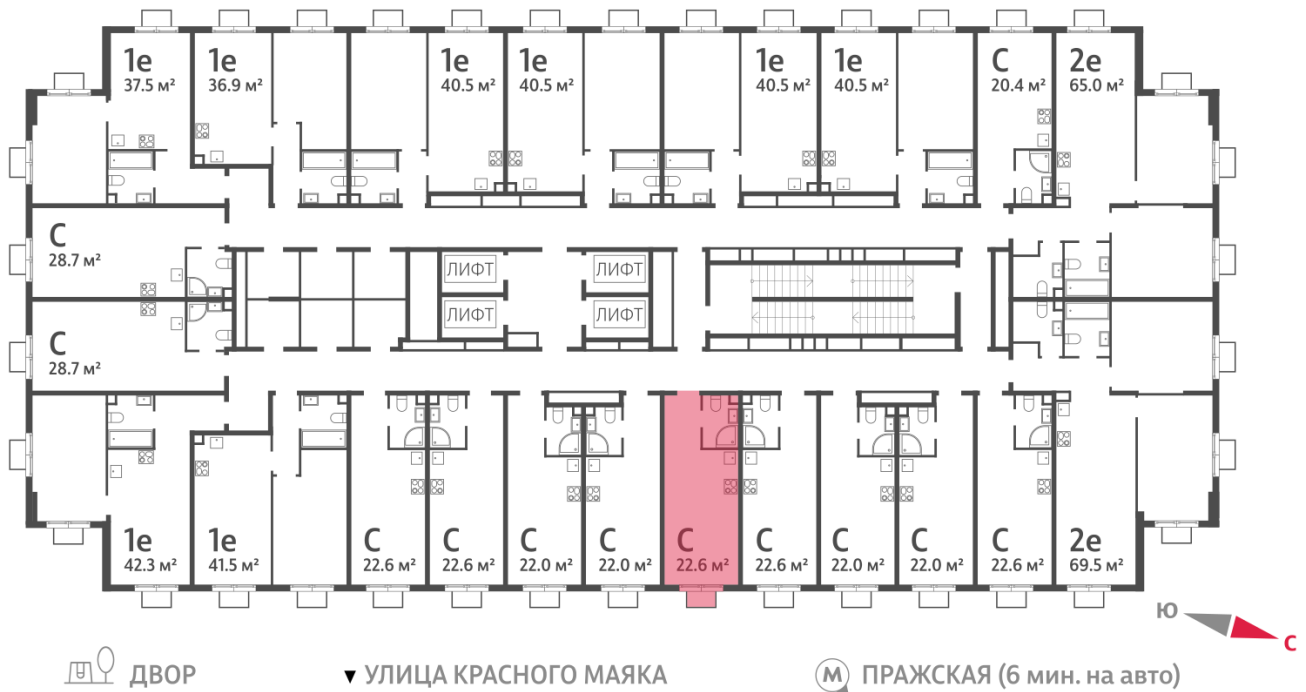 1е
37.5 м²
1е
36.9 м²
1е
40.5 м²
1е
40.5 м²
1е
40.5 м²
1е
40.5 м²
С
20.4 м²
2е
65.0 м²
С
28.7 м²
ЛИФТ
ЛИФТ
ЛИФТ
ЛИФТ
С
28.7 м²
1е
42.3 м²
1е
41.5 м²
С
22.6 м²
С
22.6 м²
С
22.0 м²
С
22.0 м²
С
22.6 м²
С
22.6 м²
С
22.0 м²
С
22.0 м²
С
22.6 м²
2е
69.5 м²
Ю
С
ДВОР
▼ УЛИЦА КРАСНОГО МАЯКА
М ПРАЖСКАЯ (6 мин. на авто)